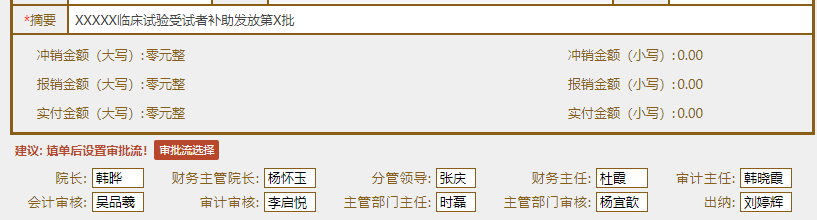 *摘要 XXXXX临床试验受试者补助发放第X批
冲销金额（大写）: 零元整 冲销金额（小写）: 0.00
报销金额（大写）: 零元整 报销金额（小写）: 0.00
实付金额（大写）: 零元整 实付金额（小写）: 0.00
建议: 填单后设置审批流! 审批流选择
院长: 韩晔 财务主管院长: 杨怀玉 分管领导: 张庆 财务主任: 杜霞 审计主任: 韩晓霞
会计审核: 吴品羲 审计审核: 李启悦 主管部门主任: 时磊 主管部门审核: 杨宜歆 出纳: 刘婷辉